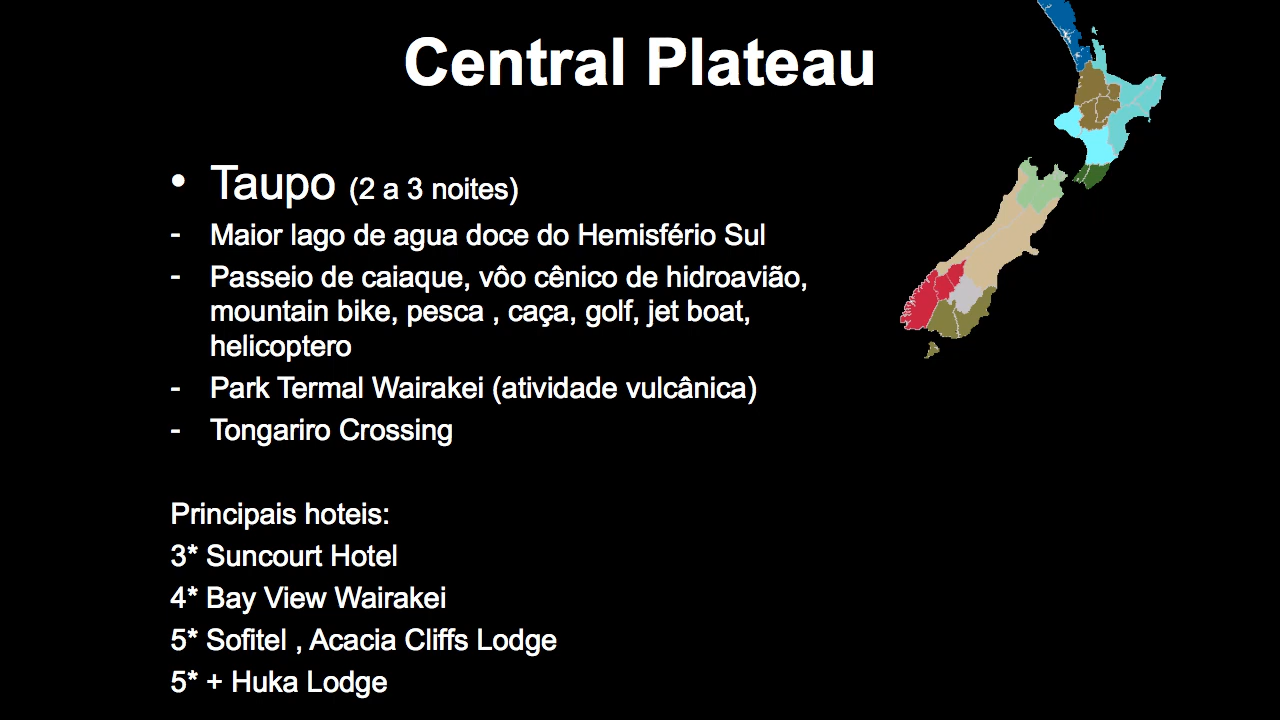 Central Plateau
• Taupo (2 a 3 noites)
- Maior lago de agua doce do Hemisfério Sul
- Passeio de caiaque, vôo cênico de hidroavião,
mountain bike, pesca , caça, golf, jet boat,
helicoptero
- Park Termal Wairakei (atividade vulcânica)
- Tongariro Crossing
Principais hoteis:
3* Suncourt Hotel
4* Bay View Wairakei
5* Sofitel , Acacia Cliffs Lodge
5* + Huka Lodge